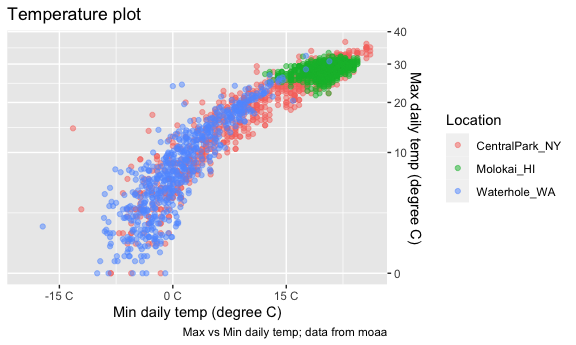 Temperature plot
40
30
20
10
0
Max daily temp (degree C)
-15 C
0 C
15 C
Min daily temp (degree C)
Max vs Min daily temp; data from moaa
Location
CentralPark_NY
Molokai_HI
Waterhole_WA